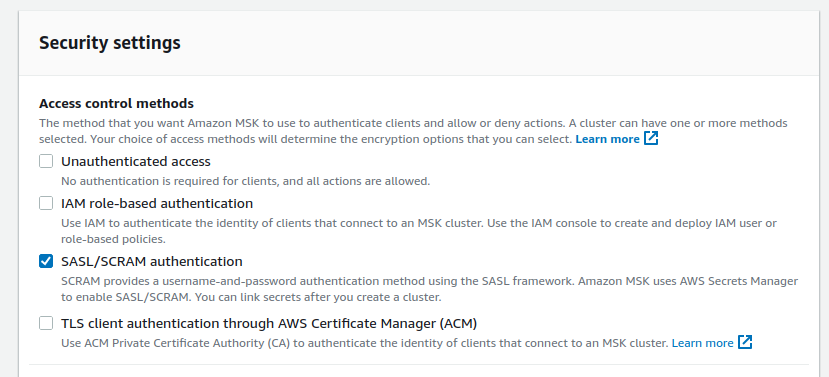 Security settings
Access control methods
The method that you want Amazon MSK to use to authenticate clients and allow or deny actions. A cluster can have one or more methods
selected. Your choice of access methods will determine the encryption options that you can select. Learn more
Unauthenticated access
No authentication is required for clients, and all actions are allowed.
IAM role-based authentication
Use IAM to authenticate the identity of clients that connect to an MSK cluster. Use the IAM console to create and deploy IAM user or
role-based policies.
SASL/SCRAM authentication
SCRAM provides a username-and-password authentication method using the SASL framework. Amazon MSK uses AWS Secrets Manager
to enable SASL/SCRAM. You can link secrets after you create a cluster.
TLS client authentication through AWS Certificate Manager (ACM)
Use ACM Private Certificate Authority (CA) to authenticate the identity of clients that connect to an MSK cluster. Learn more